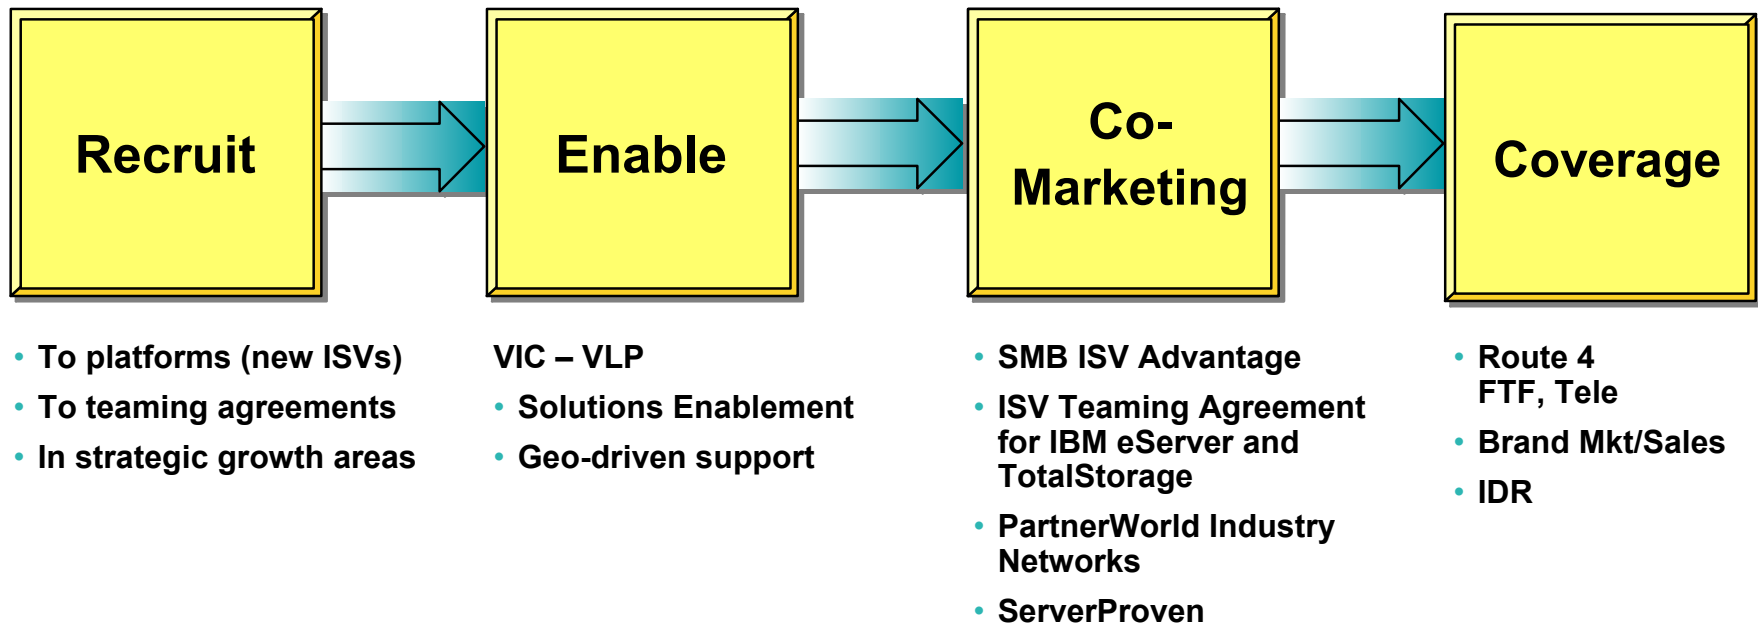 Recruit
Enable
Co-
Marketing
Coverage
• To platforms (new ISVs)
• To teaming agreements
• In strategic growth areas
VIC – VLP
• Solutions Enablement
• Geo-driven support
• SMB ISV Advantage
• ISV Teaming Agreement
for IBM eServer and
TotalStorage
• PartnerWorld Industry
Networks
• ServerProven
• Route 4
FTF, Tele
• Brand Mkt/Sales
• IDR